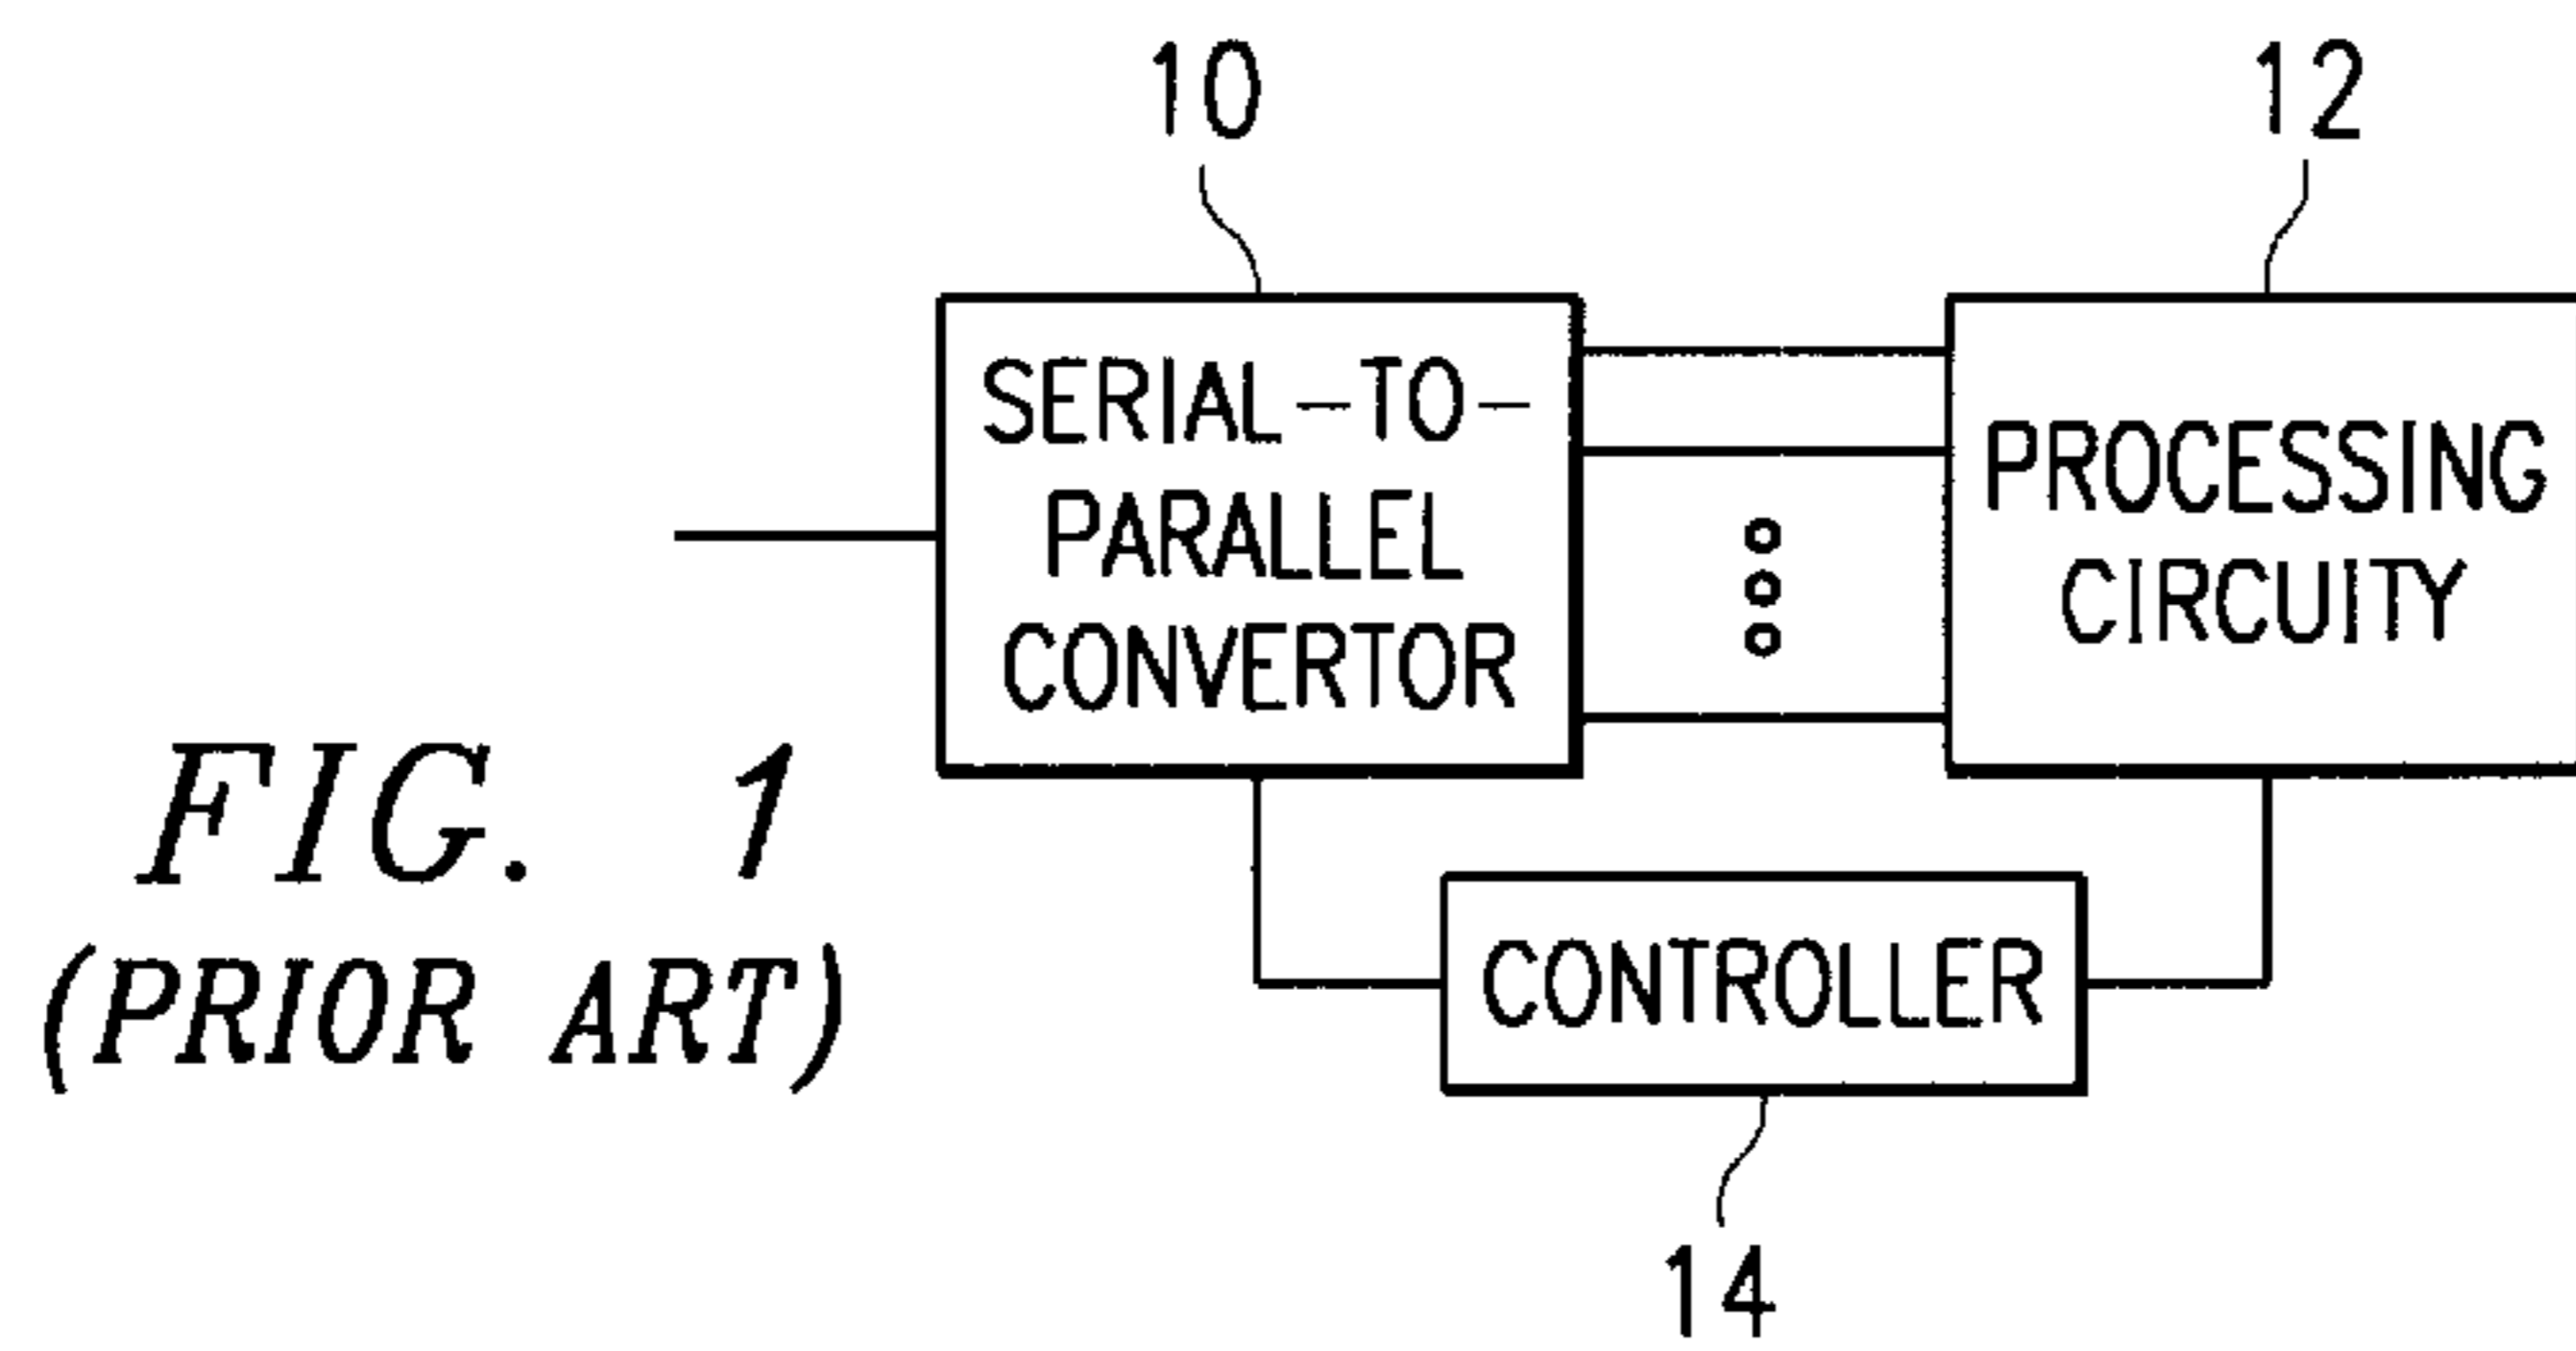 10
12
SERIAL-TO-
PARALLEL
CONVERTOR
PROCESSING
CIRCUITY
FIG. 1
(PRIOR ART)
CONTROLLER
14